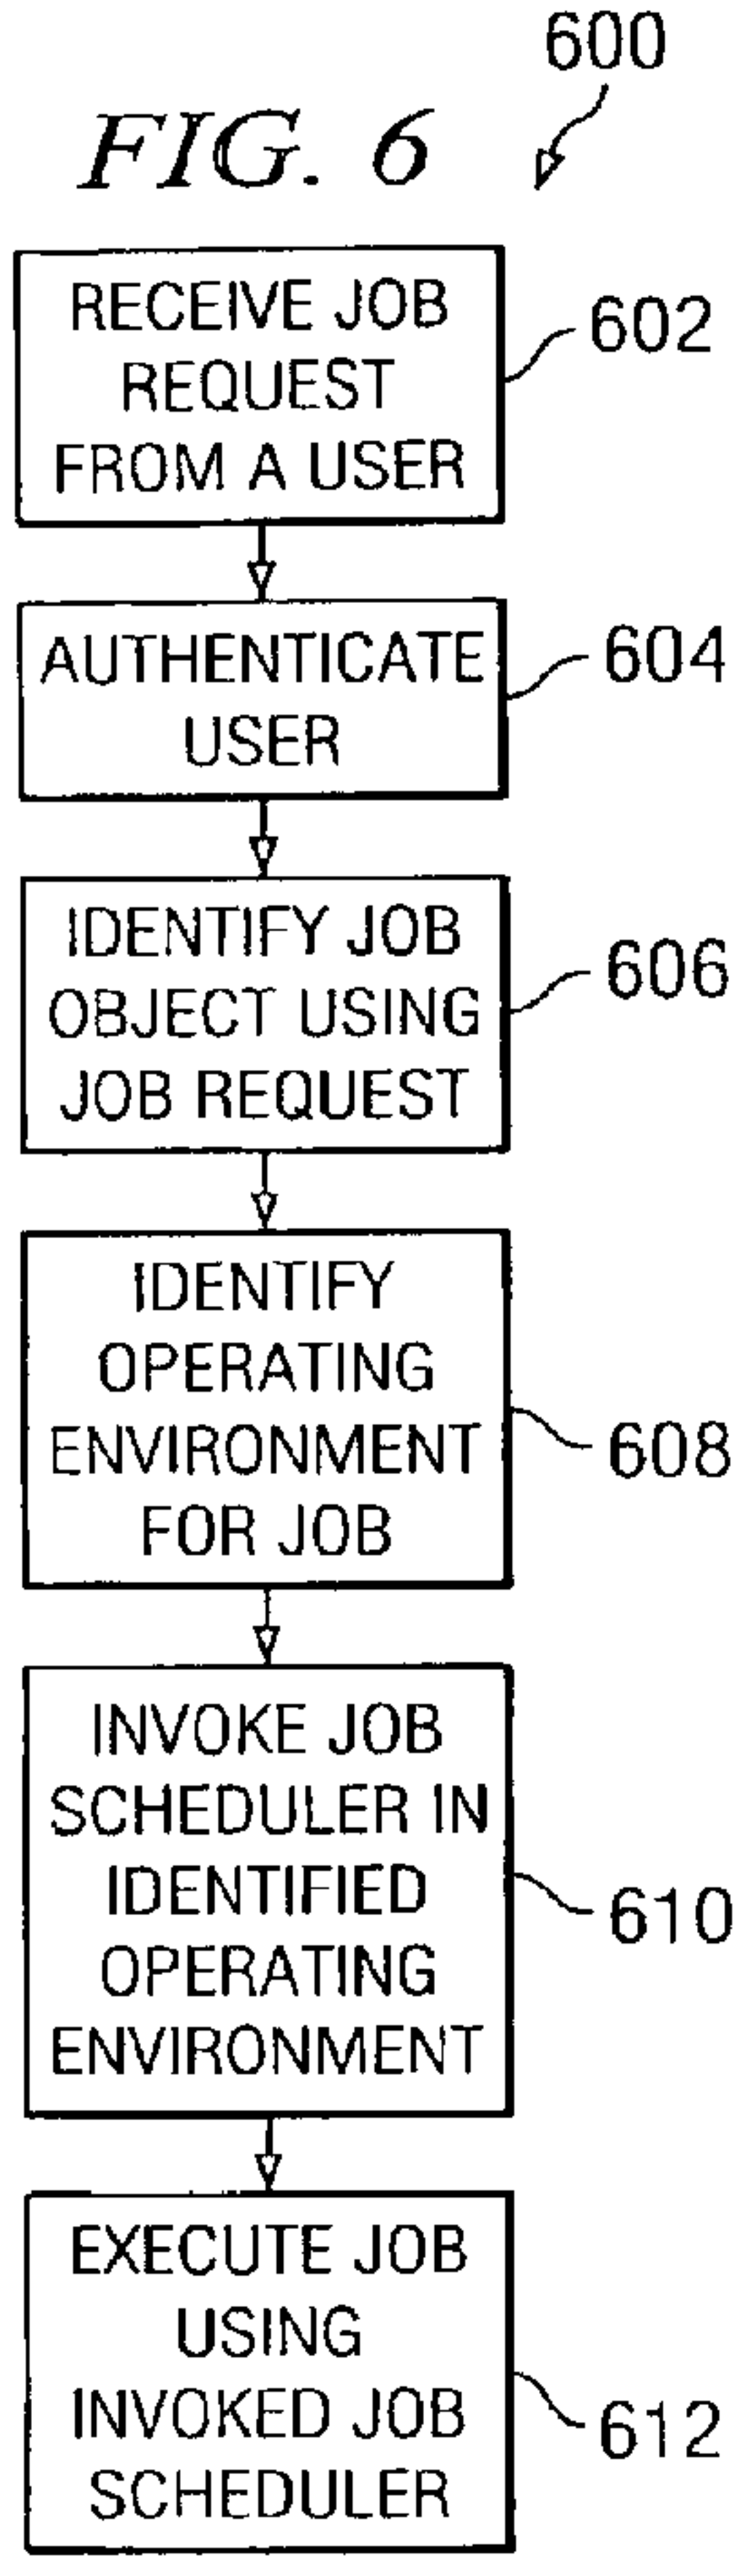 600
FIG. 6
RECEIVE JOB
REQUEST
FROM A USER
602
AUTHENTICATE
USER
604
IDENTIFY JOB
OBJECT USING
JOB REQUEST
606
IDENTIFY
OPERATING
ENVIRONMENT
FOR JOB
608
INVOKE JOB
SCHEDULER IN
IDENTIFIED
OPERATING
ENVIRONMENT
610
EXECUTE JOB
USING
INVOKED JOB
SCHEDULER
612